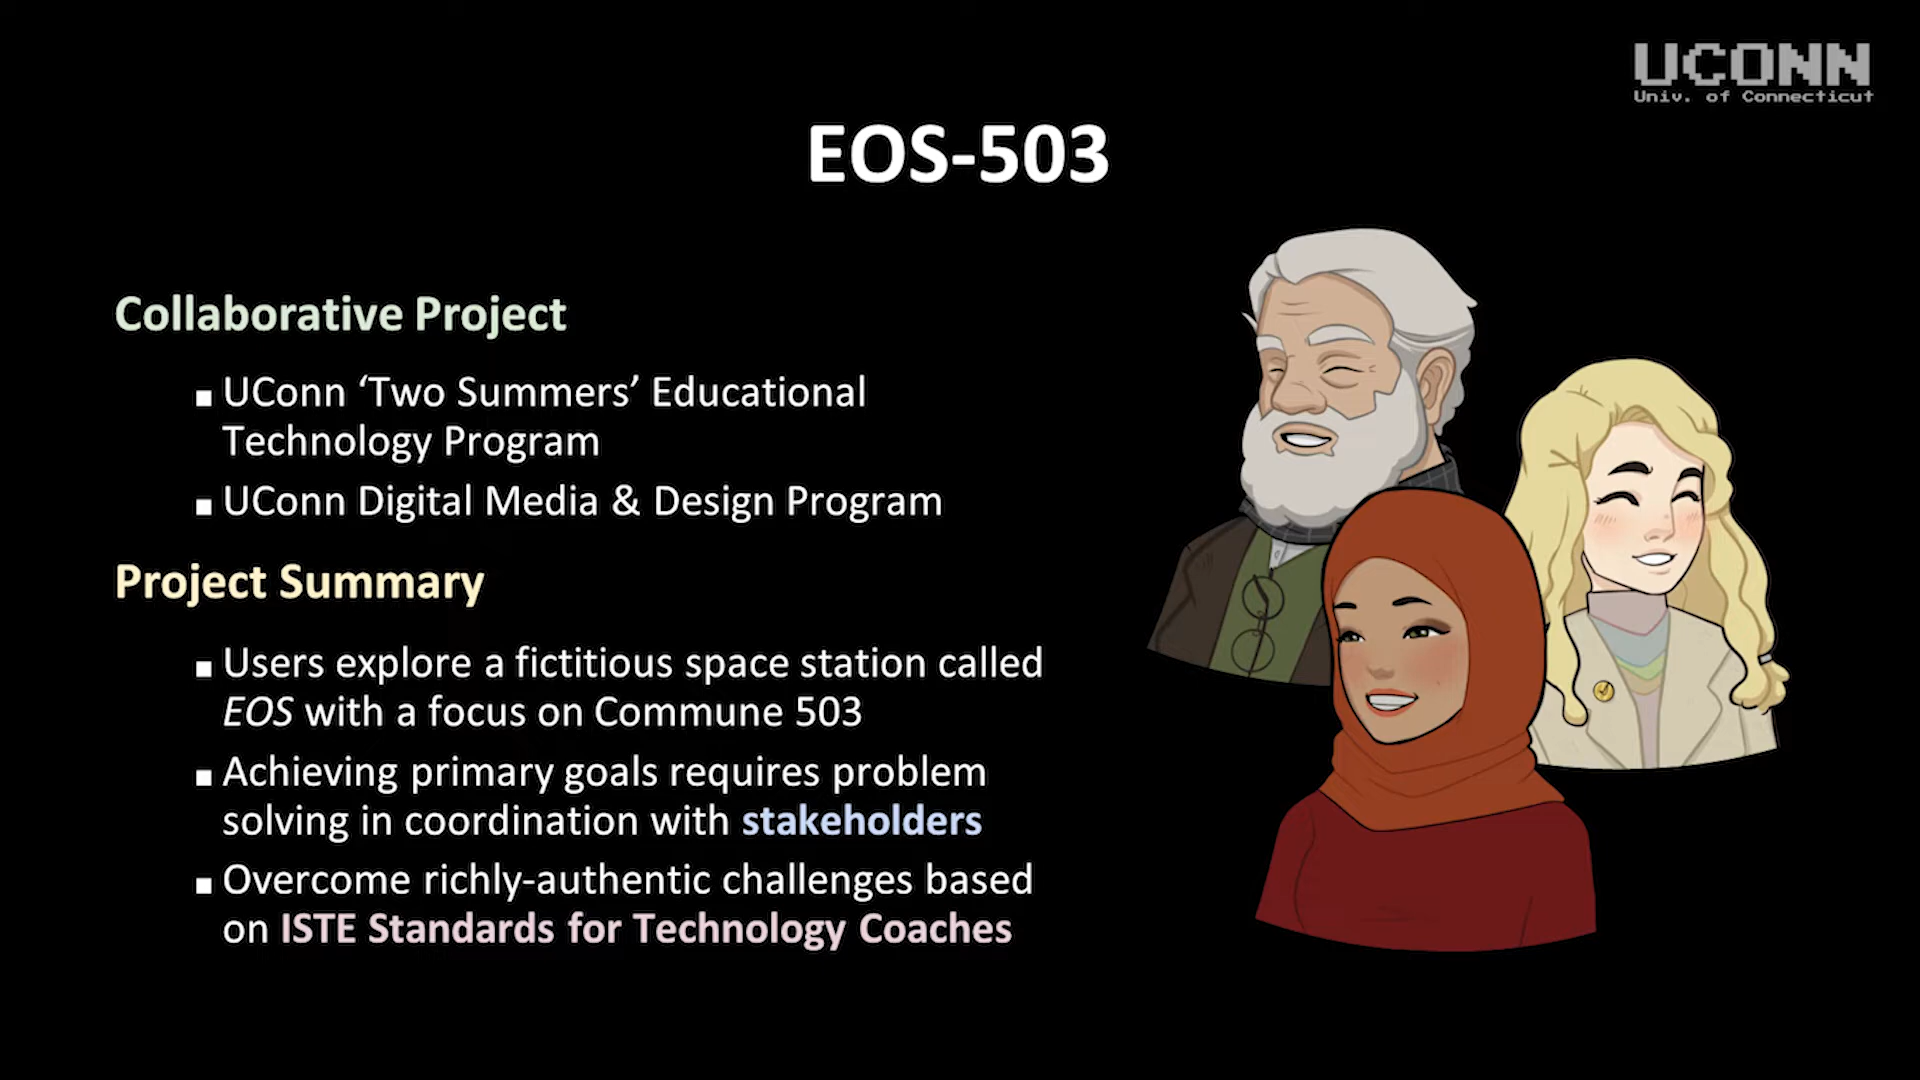 UCONN
Univ. of Connecticut
EOS-503
Collaborative Project
▪ UConn ‘Two Summers’ Educational
Technology Program
▪ UConn Digital Media & Design Program
Project Summary
▪ Users explore a fictitious space station called
EOS with a focus on Commune 503
▪ Achieving primary goals requires problem
solving in coordination with stakeholders
▪ Overcome richly-authentic challenges based
on ISTE Standards for Technology Coaches